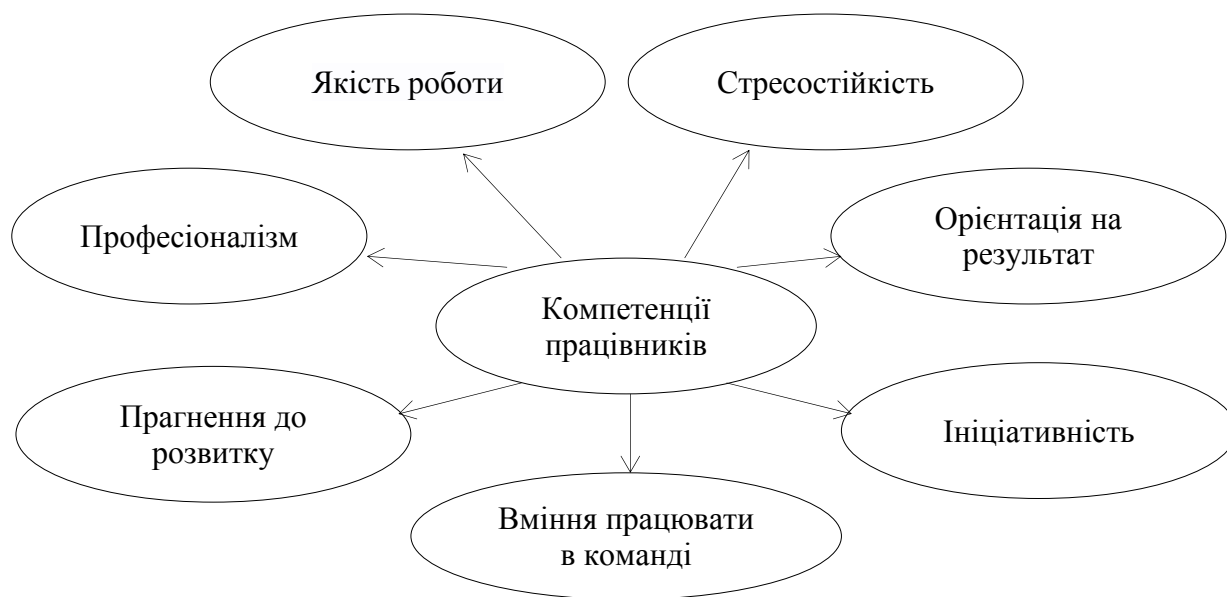 Якість роботи
Стресостійкість
Професіоналізм
Орієнтація на
результат
Компетенції
працівників
Прагнення до
розвитку
Ініціативність
Вміння працювати
в команді